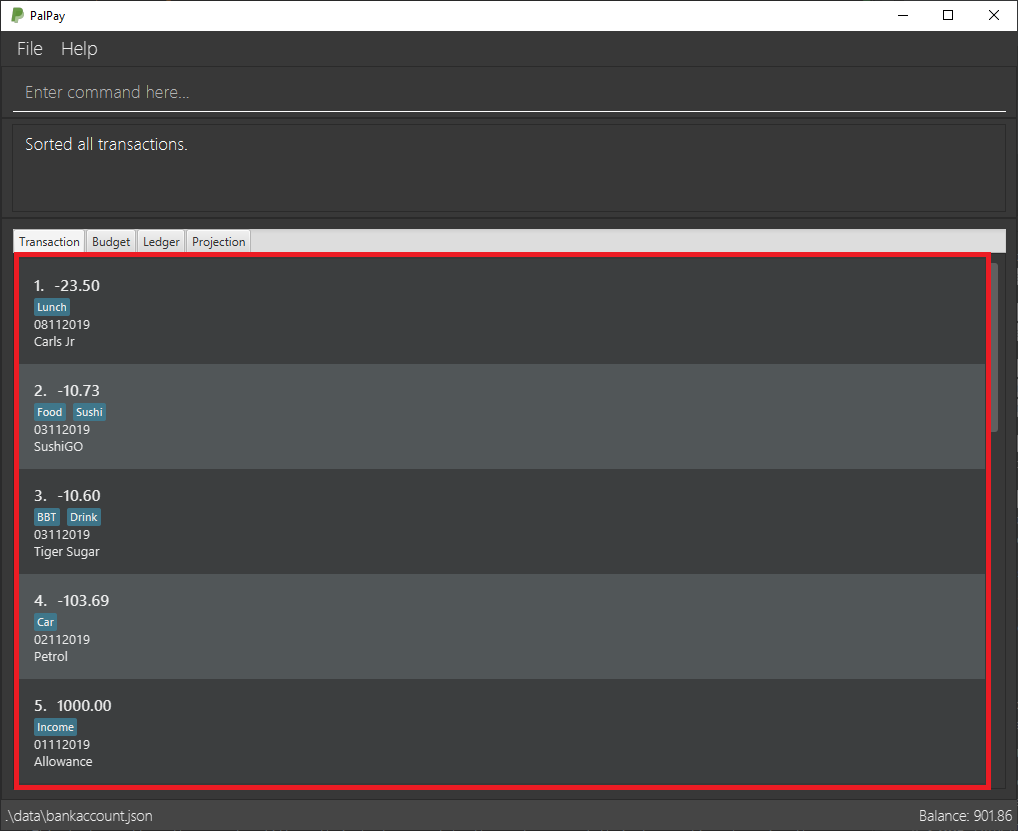 PalPay
File Help
Enter command here...
Sorted all transactions.
Transaction Budget Ledger Projection
1. -23.50
Lunch
08112019
Carls Jr
2. -10.73
Food Sushi
03112019
SushiGO
3. -10.60
BBT Drink
03112019
Tiger Sugar
4. -103.69
Car
02112019
Petrol
5. 1000.00
Income
01112019
Allowance
.\data\bankaccount.json Balance: 901.86